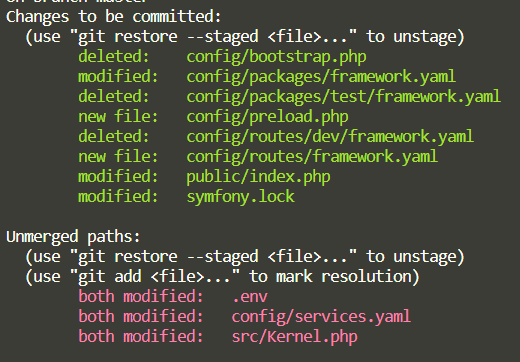 Changes to be committed:
(use "git restore --staged <file>..." to unstage)
deleted: config/bootstrap.php
modified: config/packages/framework.yaml
deleted: config/packages/test/framework.yaml
new file: config/preload.php
deleted: config/routes/dev/framework.yaml
new file: config/routes/framework.yaml
modified: public/index.php
modified: symfony.lock
Unmerged paths:
(use "git restore --staged <file>..." to unstage)
(use "git add <file>..." to mark resolution)
both modified: .env
both modified: config/services.yaml
both modified: src/Kernel.php